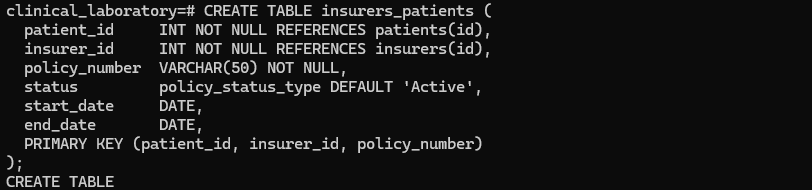 clinical_laboratory=# CREATE TABLE insurers_patients (
  patient_id     INT NOT NULL REFERENCES patients(id),
  insurer_id     INT NOT NULL REFERENCES insurers(id),
  policy_number  VARCHAR(50) NOT NULL,
  status         policy_status_type DEFAULT 'Active',
  start_date     DATE,
  end_date       DATE,
  PRIMARY KEY (patient_id, insurer_id, policy_number)
);
CREATE TABLE